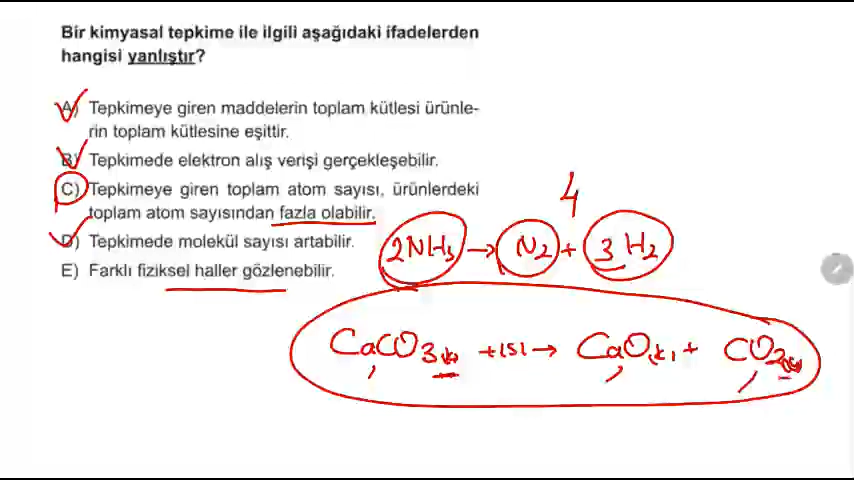 Bir kimyasal tepkime ile ilgili aşağıdaki ifadelerden
hangisi yanlıştır?
A) Tepkimeye giren maddelerin toplam kütlesi ürünle-
rin toplam kütlesine eşittir.
B) Tepkimede elektron alış verişi gerçekleşebilir.
C) Tepkimeye giren toplam atom sayısı, ürünlerdeki
toplam atom sayısından fazla olabilir.
D) Tepkimede molekül sayısı artabilir.
E) Farklı fiziksel haller gözlenebilir.
4
2NH3 → N2 + 3H2
CaCO3(k) + ısı → CaO(k) + CO2